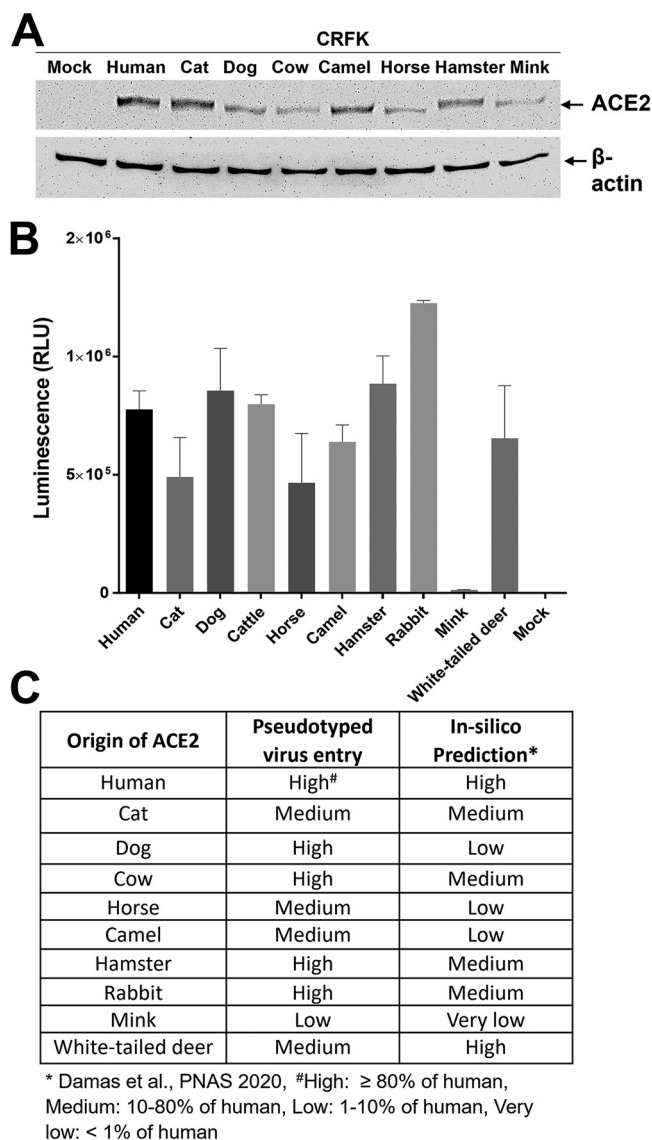 A
CRFK
Mock Human Cat Dog Cow Camel Horse Hamster Mink
ACE2
β-
actin
B
Luminescence (RLU)
2×10⁶
1×10⁶
5×10⁵
0
Human
Cat
Dog
Cattle
Horse
Camel
Hamster
Rabbit
Mink
White-tailed deer
Mock
C
Origin of ACE2 Pseudotyped virus entry In-silico Prediction*
Human High# High
Cat Medium Medium
Dog High Low
Cow High Medium
Horse Medium Low
Camel Medium Low
Hamster High Medium
Rabbit High Medium
Mink Low Very low
White-tailed deer Medium High
* Damas et al., PNAS 2020, #High: ≥ 80% of human,
Medium: 10-80% of human, Low: 1-10% of human, Very
low: < 1% of human